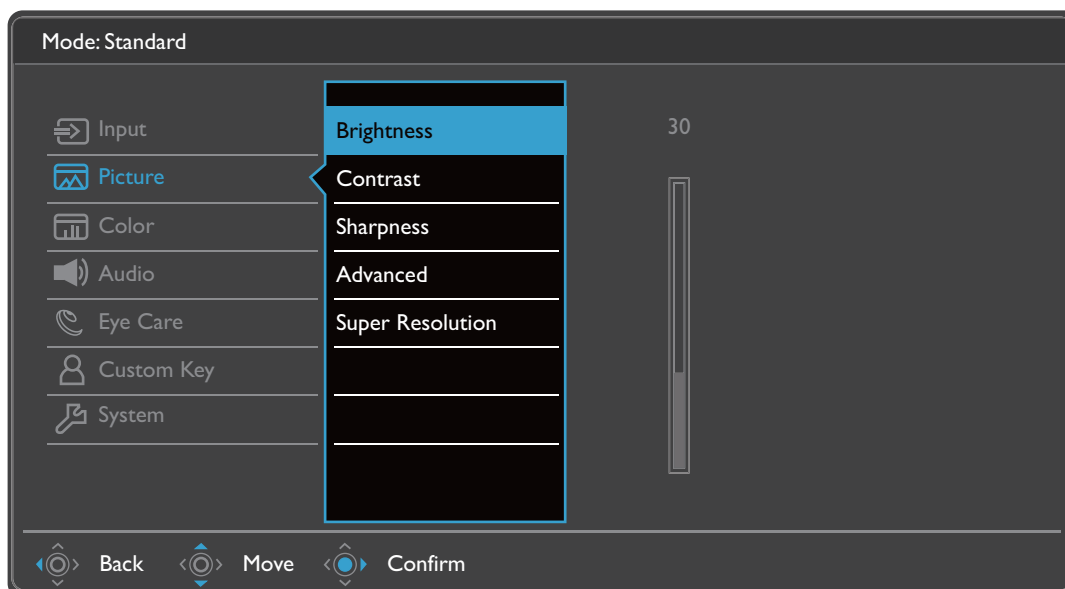 Mode: Standard
Input
Picture
Color
Audio
Eye Care
Custom Key
System
Brightness
Contrast
Sharpness
Advanced
Super Resolution
30
Back
Move
Confirm